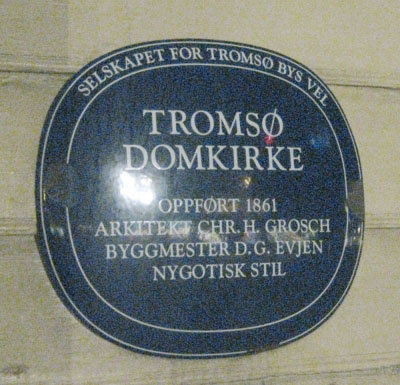 SELSKAPET FOR TROMSØ BYS VEL
TROMSØ
DOMKIRKE
OPPFØRT 1861
ARKITEKT CHR. H. GROSCH
BYGGMESTER D. G. EVJEN
NYGOTISK STIL